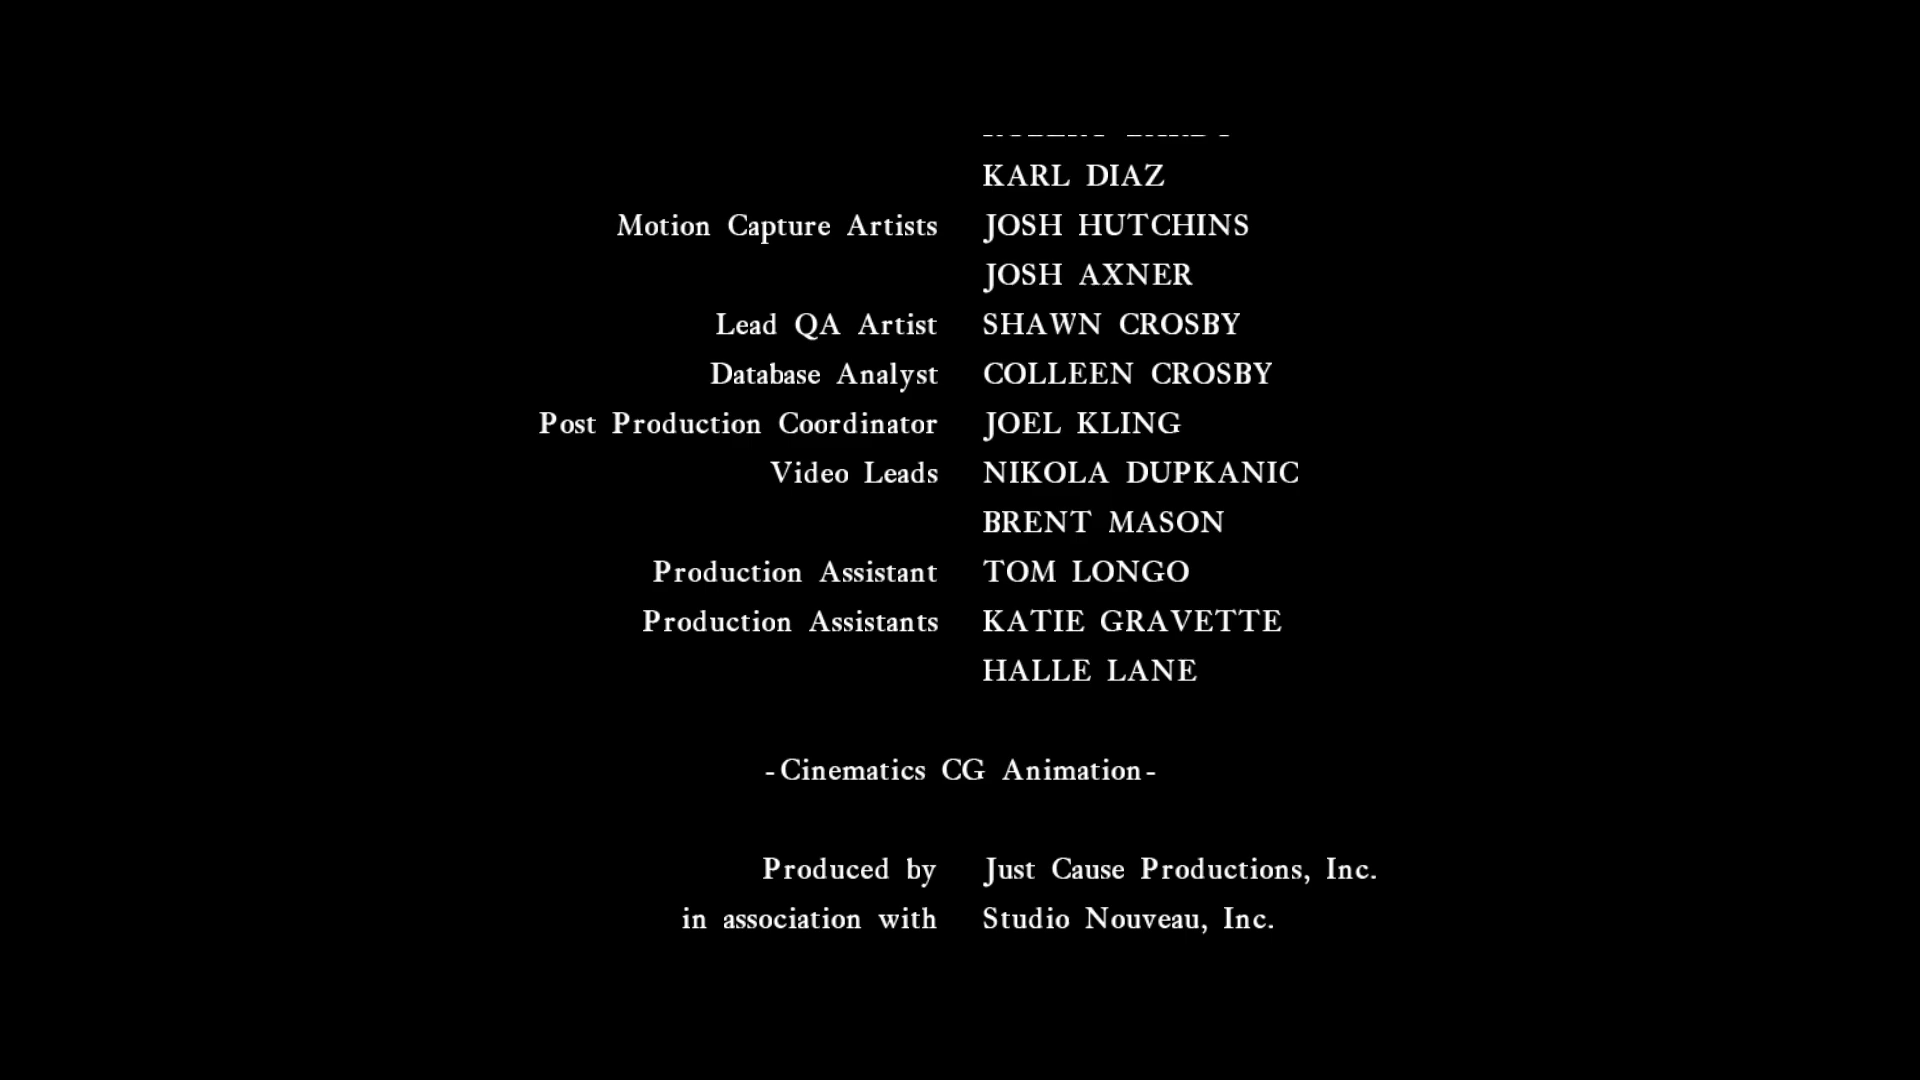 KARL DIAZ
Motion Capture Artists JOSH HUTCHINS
JOSH AXNER
Lead QA Artist SHAWN CROSBY
Database Analyst COLLEEN CROSBY
Post Production Coordinator JOEL KLING
Video Leads NIKOLA DUPKANIC
BRENT MASON
Production Assistant TOM LONGO
Production Assistants KATIE GRAVETTE
HALLE LANE
-Cinematics CG Animation-
Produced by Just Cause Productions, Inc.
in association with Studio Nouveau, Inc.